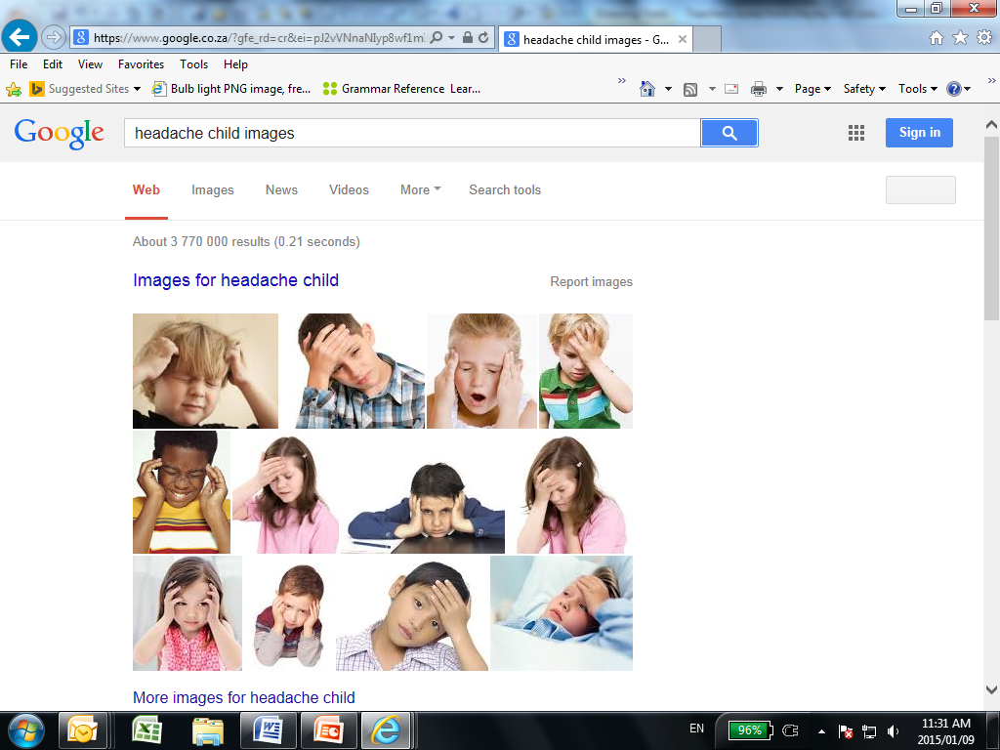 https://www.google.co.za/?gfe_rd=cr&ei=pJ2vVNnaNIyp8wf1m
headache child images - G...
File Edit View Favorites Tools Help
Suggested Sites Bulb light PNG image, fre... Grammar Reference Lear...
Page Safety Tools
Google headache child images Sign in
Web Images News Videos More Search tools
About 3 770 000 results (0.21 seconds)
Images for headache child Report images
More images for headache child
EN 96% 11:31 AM
2015/01/09